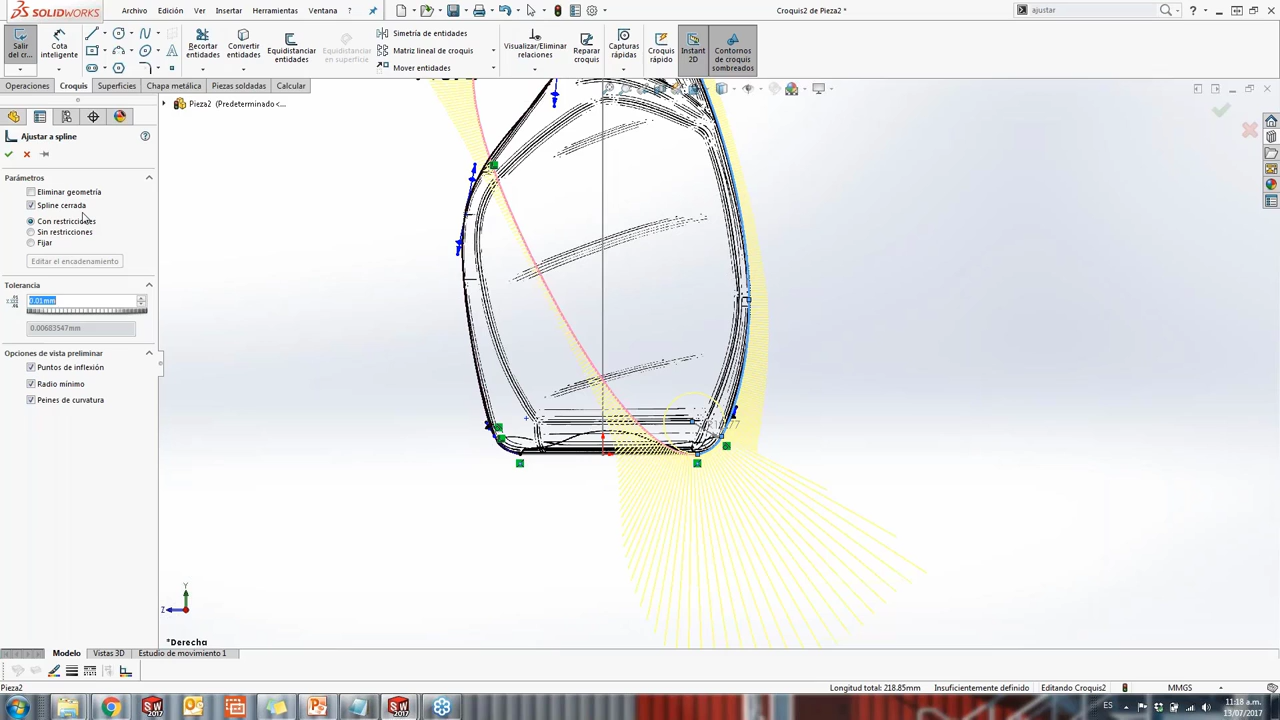 SOLIDWORKS
Archivo Edición Ver Insertar Herramientas Ventana ? Croquis2 de Pieza2 * ajustar
Salir del cr... Cota inteligente Recortar entidades Convertir entidades Equidistanciar entidades Equidistanciar en superficie Simetría de entidades Visualizar/Eliminar relaciones Reparar croquis Capturas rápidas Croquis rápido Instant 2D Contornos de croquis sombreados
Matriz lineal de croquis
Mover entidades
Operaciones Croquis Superficies Chapa metálica Piezas soldadas Calcular
Pieza2 (Predeterminado <...
Ajustar a spline ?
Parámetros
Eliminar geometría
Spline cerrada
Con restricciones
Sin restricciones
Fijar
Editar el encadenamiento
Tolerancia
0.01mm
0.00683547mm
Opciones de vista preliminar
Puntos de inflexión
Radio mínimo
Peines de curvatura
Y
Z
*Derecha
Modelo Vistas 3D Estudio de movimiento 1
Pieza2 Longitud total: 218.85mm Insuficientemente definido Editando Croquis2 MMGS
SW 2017 SW 2017 ES 11:18 a.m.
13/07/2017